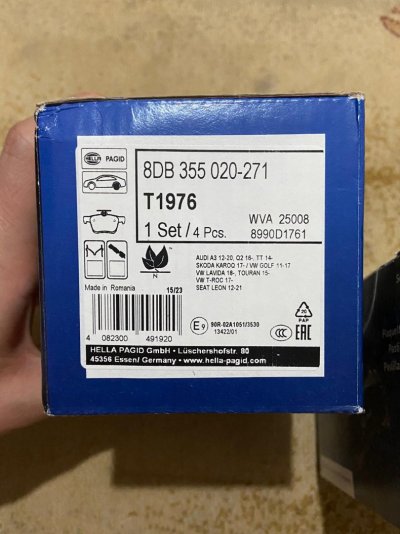 HELLA PAGID
8DB 355 020-271
T1976
WVA 25008
1 Set / 4 Pcs. 8990D1761
N
AUDI A3 12-20, Q2 16-, TT 14-
SKODA KAROQ 17- / VW GOLF 11-17
VW LAVIDA 18-, TOURAN 15-
VW T-ROC 17-
SEAT LEON 12-21
Made in Romania 15/23
4 082300 491920
E9 90R-02A1051/3530
13422/01
CCC EAC
20
PAP
HELLA PAGID GmbH • Lüschershofstr. 80
45356 Essen/ Germany • www.hella-pagid.com